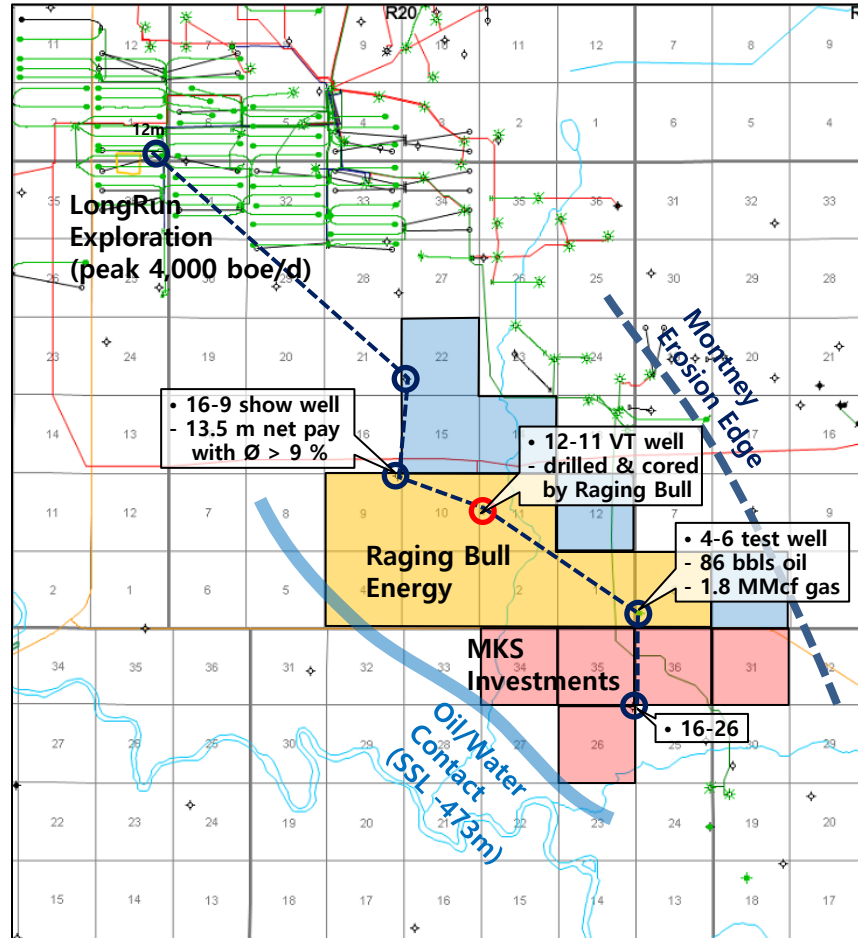 R20
R
11 12 9 10 11 12 7 8 9
2 4 3 2 1 6 5 4
12m
35 33 34 35 36 31 32 33
LongRun
Exploration
(peak 4,000 boe/d)
28 27 26 25 30 29 28
Montney
Erosion Edge
23 24 19 20 21 22 23 24 20 21
14 13 15 16
• 16-9 show well
- 13.5 m net pay
with Ø > 9 %
• 12-11 VT well
- drilled & cored
by Raging Bull
11 12 7 8 9 10 11 12 7
Raging Bull
Energy
• 4-6 test well
- 86 bbls oil
- 1.8 MMcf gas
2 1 6 5 2 1 4
34 35 36 31 32 33 34 35 36 31 32
MKS
Investments
• 16-26
27 26 25 30 29 28 27 26 29
Oil/Water
Contact
(SSL -473m)
22 23 24 19 20 21 22 23 24 19 20
15 14 13 18 17 16 15 14 13 18 17